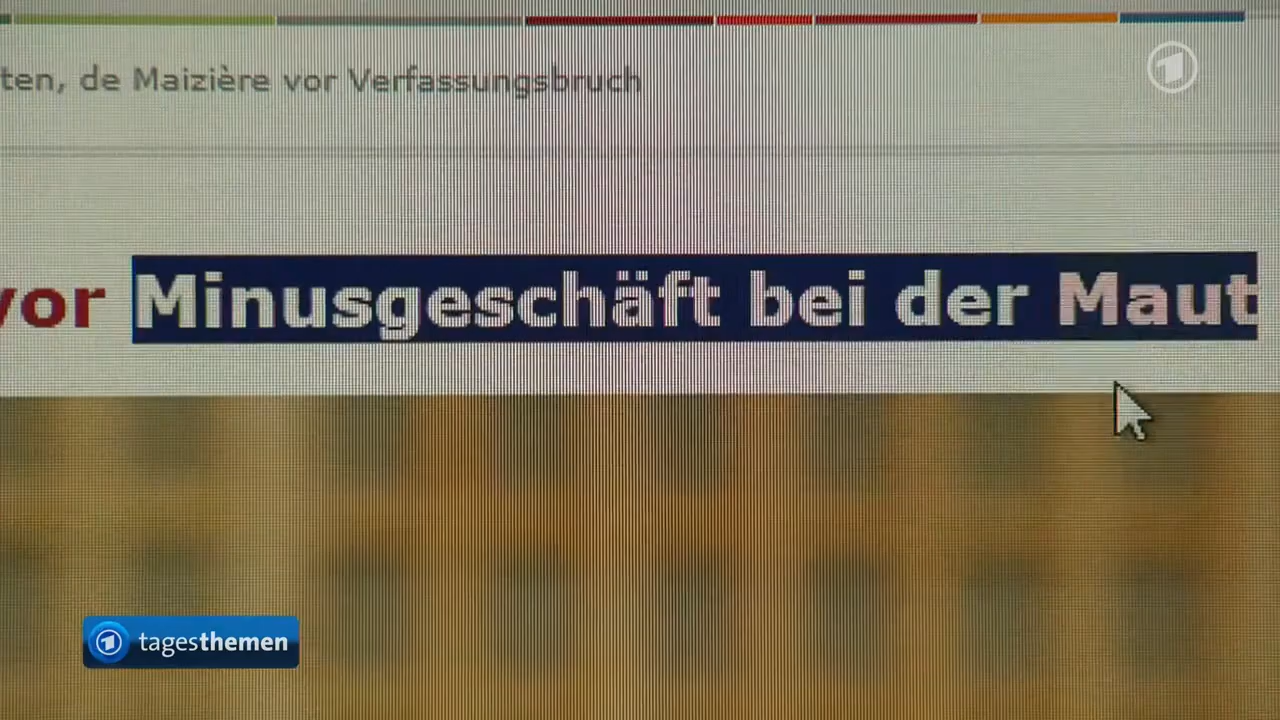 ten, de Maizière vor Verfassungsbruch
vor Minusgeschäft bei der Maut
tagesthemen